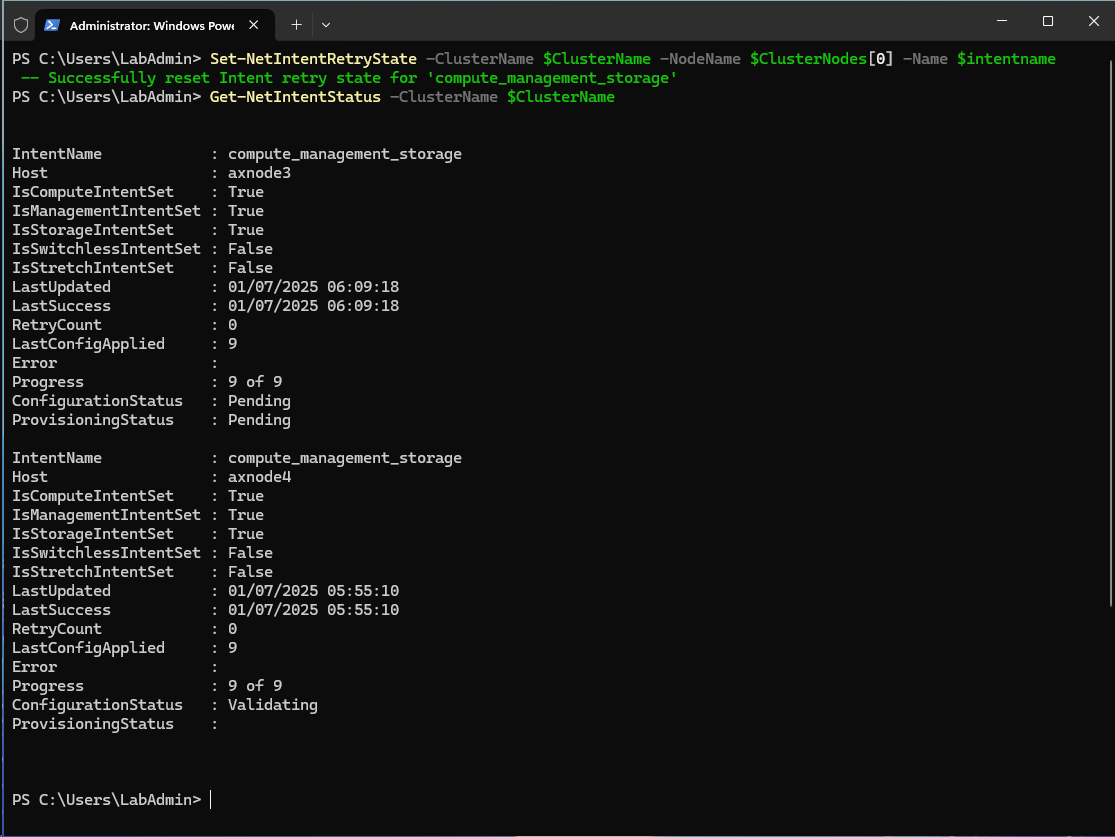 Administrator: Windows Powe
PS C:\Users\LabAdmin> Set-NetIntentRetryState -ClusterName $ClusterName -NodeName $ClusterNodes[0] -Name $intentname
-- Successfully reset Intent retry state for 'compute_management_storage'
PS C:\Users\LabAdmin> Get-NetIntentStatus -ClusterName $ClusterName
IntentName : compute_management_storage
Host : axnode3
IsComputeIntentSet : True
IsManagementIntentSet : True
IsStorageIntentSet : True
IsSwitchlessIntentSet : False
IsStretchIntentSet : False
LastUpdated : 01/07/2025 06:09:18
LastSuccess : 01/07/2025 06:09:18
RetryCount : 0
LastConfigApplied : 9
Error :
Progress : 9 of 9
ConfigurationStatus : Pending
ProvisioningStatus : Pending
IntentName : compute_management_storage
Host : axnode4
IsComputeIntentSet : True
IsManagementIntentSet : True
IsStorageIntentSet : True
IsSwitchlessIntentSet : False
IsStretchIntentSet : False
LastUpdated : 01/07/2025 05:55:10
LastSuccess : 01/07/2025 05:55:10
RetryCount : 0
LastConfigApplied : 9
Error :
Progress : 9 of 9
ConfigurationStatus : Validating
ProvisioningStatus :
PS C:\Users\LabAdmin>